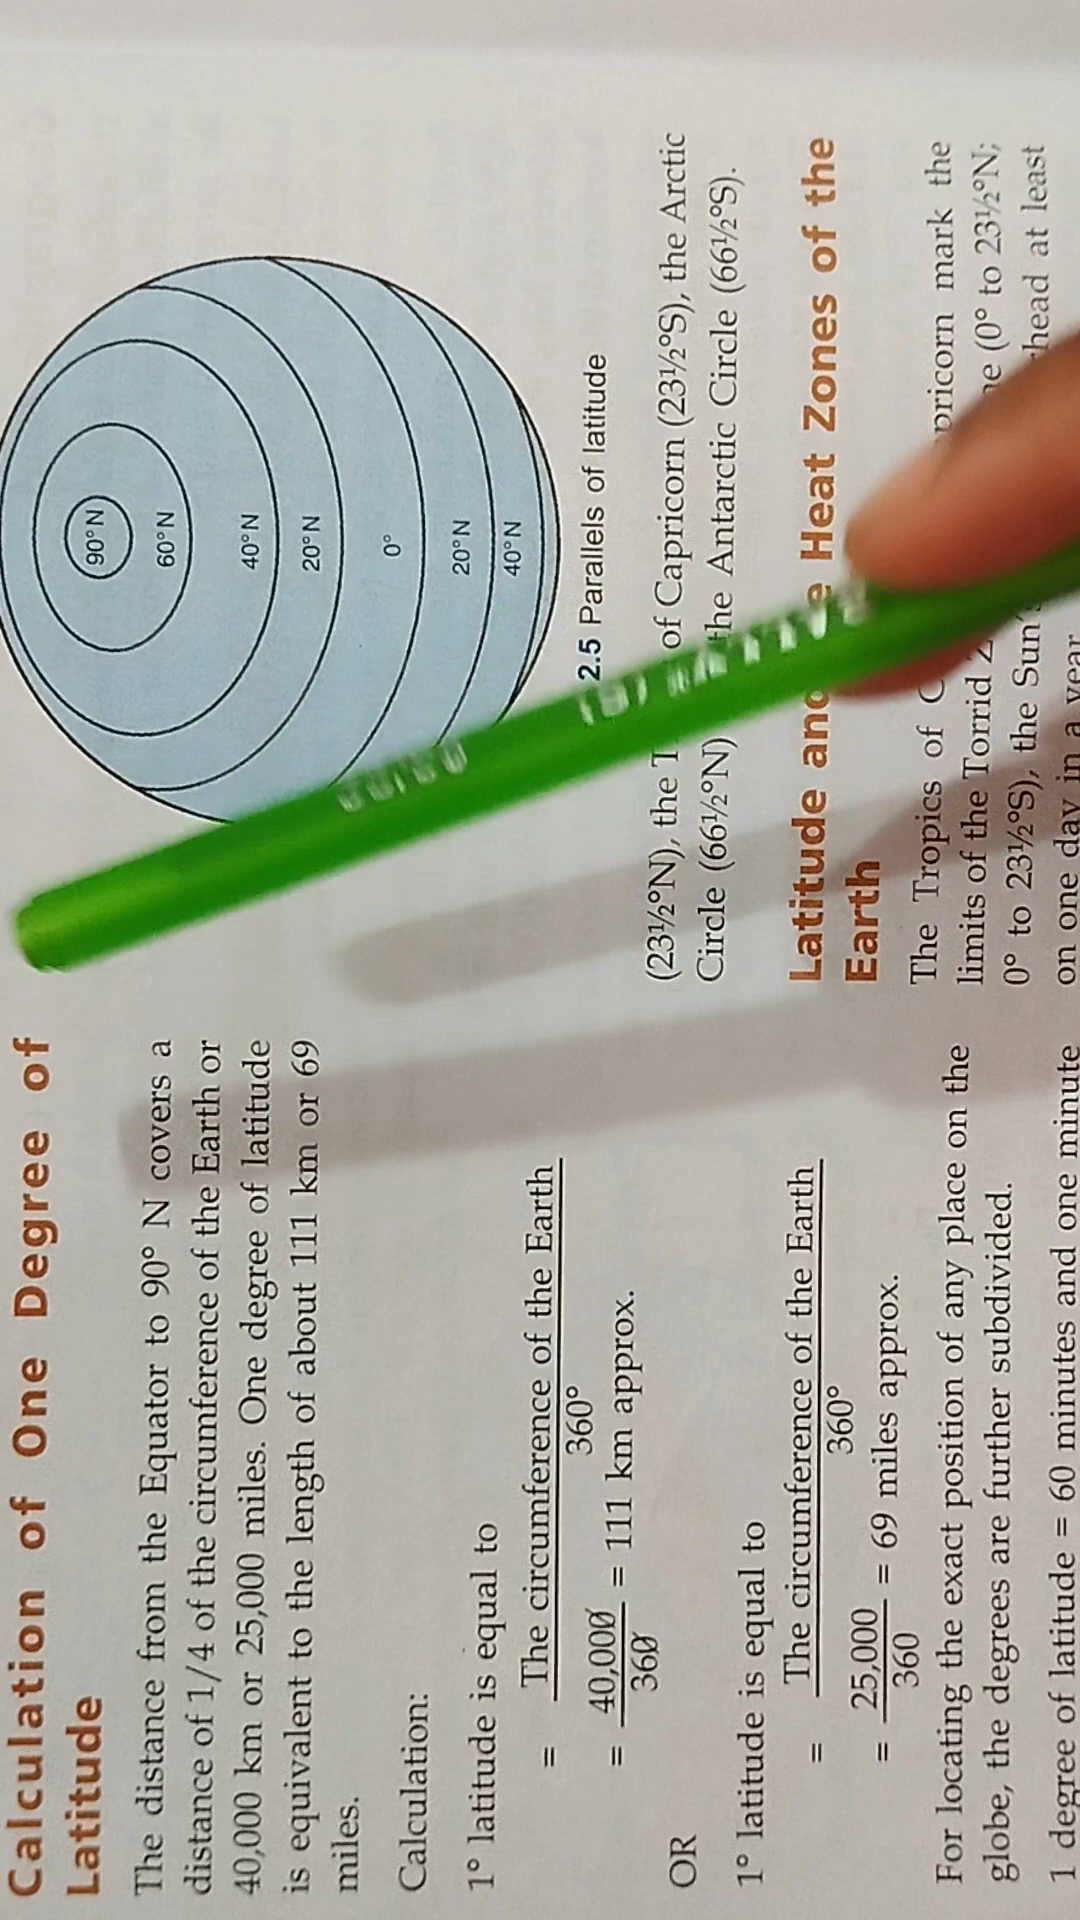 Calculation of One Degree of
Latitude
The distance from the Equator to 90° N covers a
distance of 1/4 of the circumference of the Earth or
40,000 km or 25,000 miles. One degree of latitude
is equivalent to the length of about 111 km or 69
miles.
Calculation:
1° latitude is equal to
= The circumference of the Earth
360°
= 40,000
360
= 111 km approx.
OR
1° latitude is equal to
= The circumference of the Earth
360°
= 25,000
360
= 69 miles approx.
For locating the exact position of any place on the
globe, the degrees are further subdivided.
1 degree of latitude = 60 minutes and one minute
90°N
60°N
40°N
20°N
0°
20°N
40°N
2.5 Parallels of latitude
(23½°N), the T of Capricorn (23½°S), the Arctic
Circle (66½°N) the Antarctic Circle (66½°S).
Latitude and Heat Zones of the
Earth
The Tropics of C pricorn mark the
limits of the Torrid (0° to 23½°N;
0° to 23½°S), the Sun head at least
on one day in a year